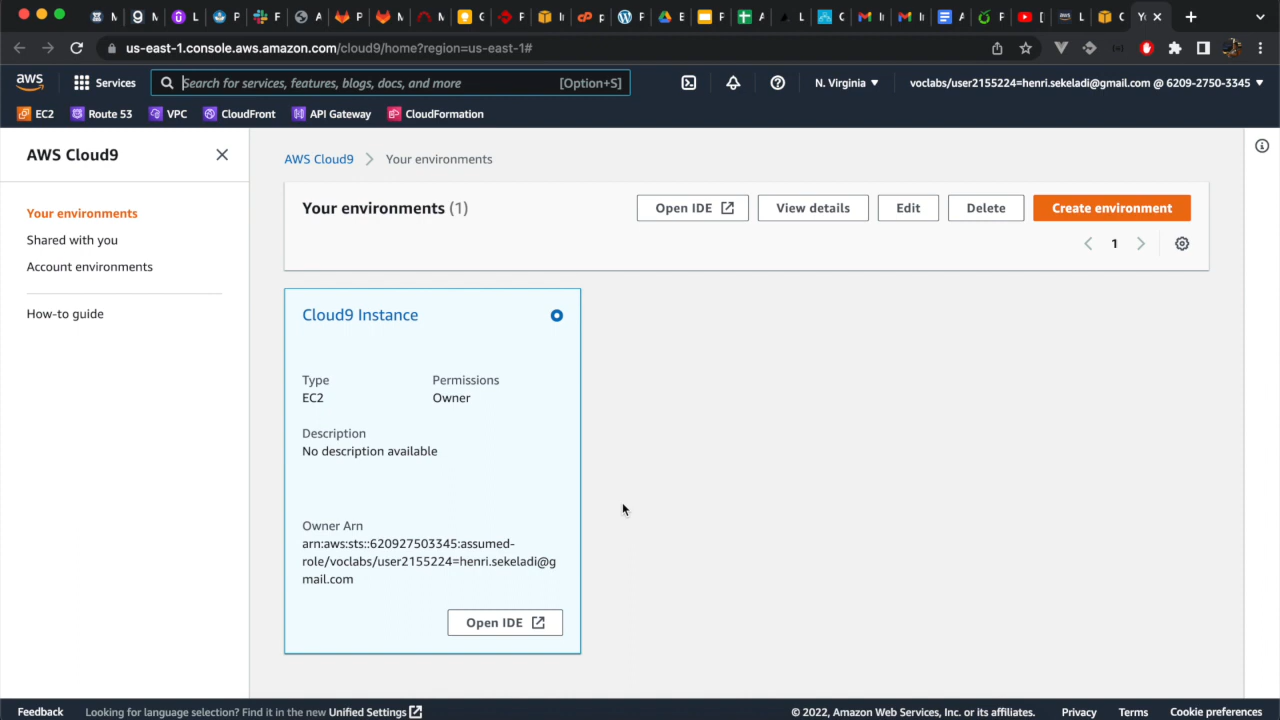 us-east-1.console.aws.amazon.com/cloud9/home?region=us-east-1#
aws
Services
Search for services, features, blogs, docs, and more
[Option+S]
N. Virginia
voclabs/user2155224=henri.sekeladi@gmail.com @ 6209-2750-3345
EC2
Route 53
VPC
CloudFront
API Gateway
CloudFormation
AWS Cloud9
Your environments
Shared with you
Account environments
How-to guide
AWS Cloud9
Your environments
Your environments (1)
Open IDE
View details
Edit
Delete
Create environment
1
Cloud9 Instance
Type
EC2
Permissions
Owner
Description
No description available
Owner Arn
arn:aws:sts::620927503345:assumed-
role/voclabs/user2155224=henri.sekeladi@g
mail.com
Open IDE
Feedback
Looking for language selection? Find it in the new Unified Settings
© 2022, Amazon Web Services, Inc. or its affiliates.
Privacy
Terms
Cookie preferences